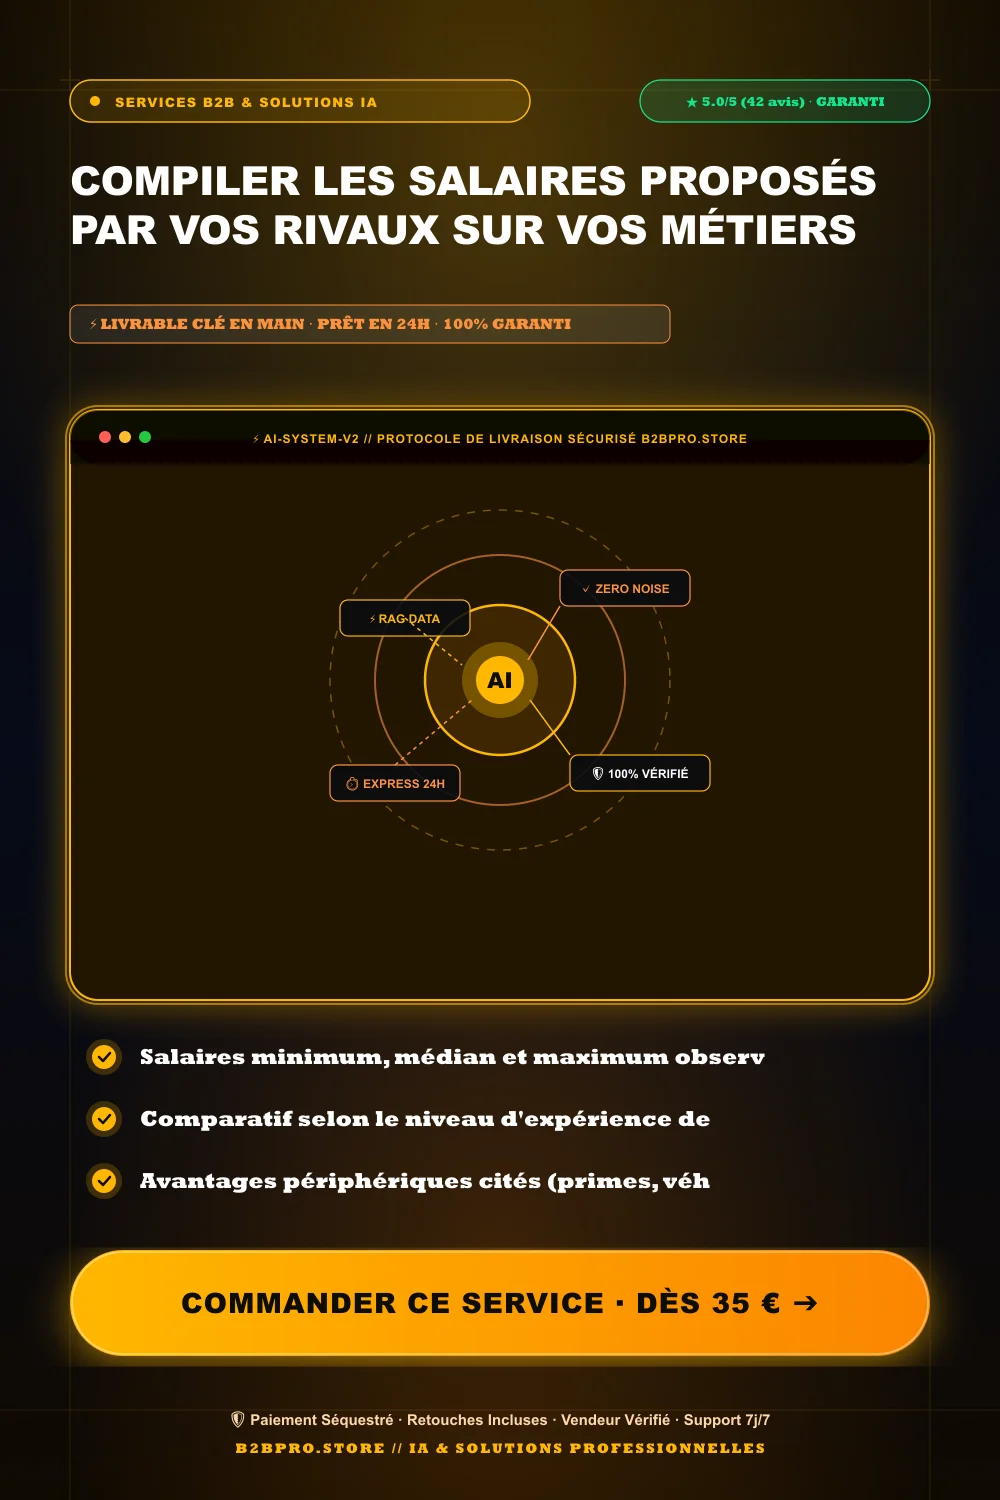 SERVICES B2B & SOLUTIONS IA
★ 5.0/5 (42 avis) · GARANTI
COMPILER LES SALAIRES PROPOSÉS
PAR VOS RIVAUX SUR VOS MÉTIERS
⚡ LIVRABLE CLÉ EN MAIN · PRÊT EN 24H · 100% GARANTI
⚡ AI-SYSTEM-V2 // PROTOCOLE DE LIVRAISON SÉCURISÉ B2BPRO.STORE
✓ ZERO NOISE
⚡ RAG DATA
AI
🛡 100% VÉRIFIÉ
⏱ EXPRESS 24H
Salaires minimum, médian et maximum observ
Comparatif selon le niveau d'expérience de
Avantages périphériques cités (primes, véh
COMMANDER CE SERVICE · DÈS 35 € ➔
🛡 Paiement Séquestré · Retouches Incluses · Vendeur Vérifié · Support 7j/7
B2BPRO.STORE // IA & SOLUTIONS PROFESSIONNELLES